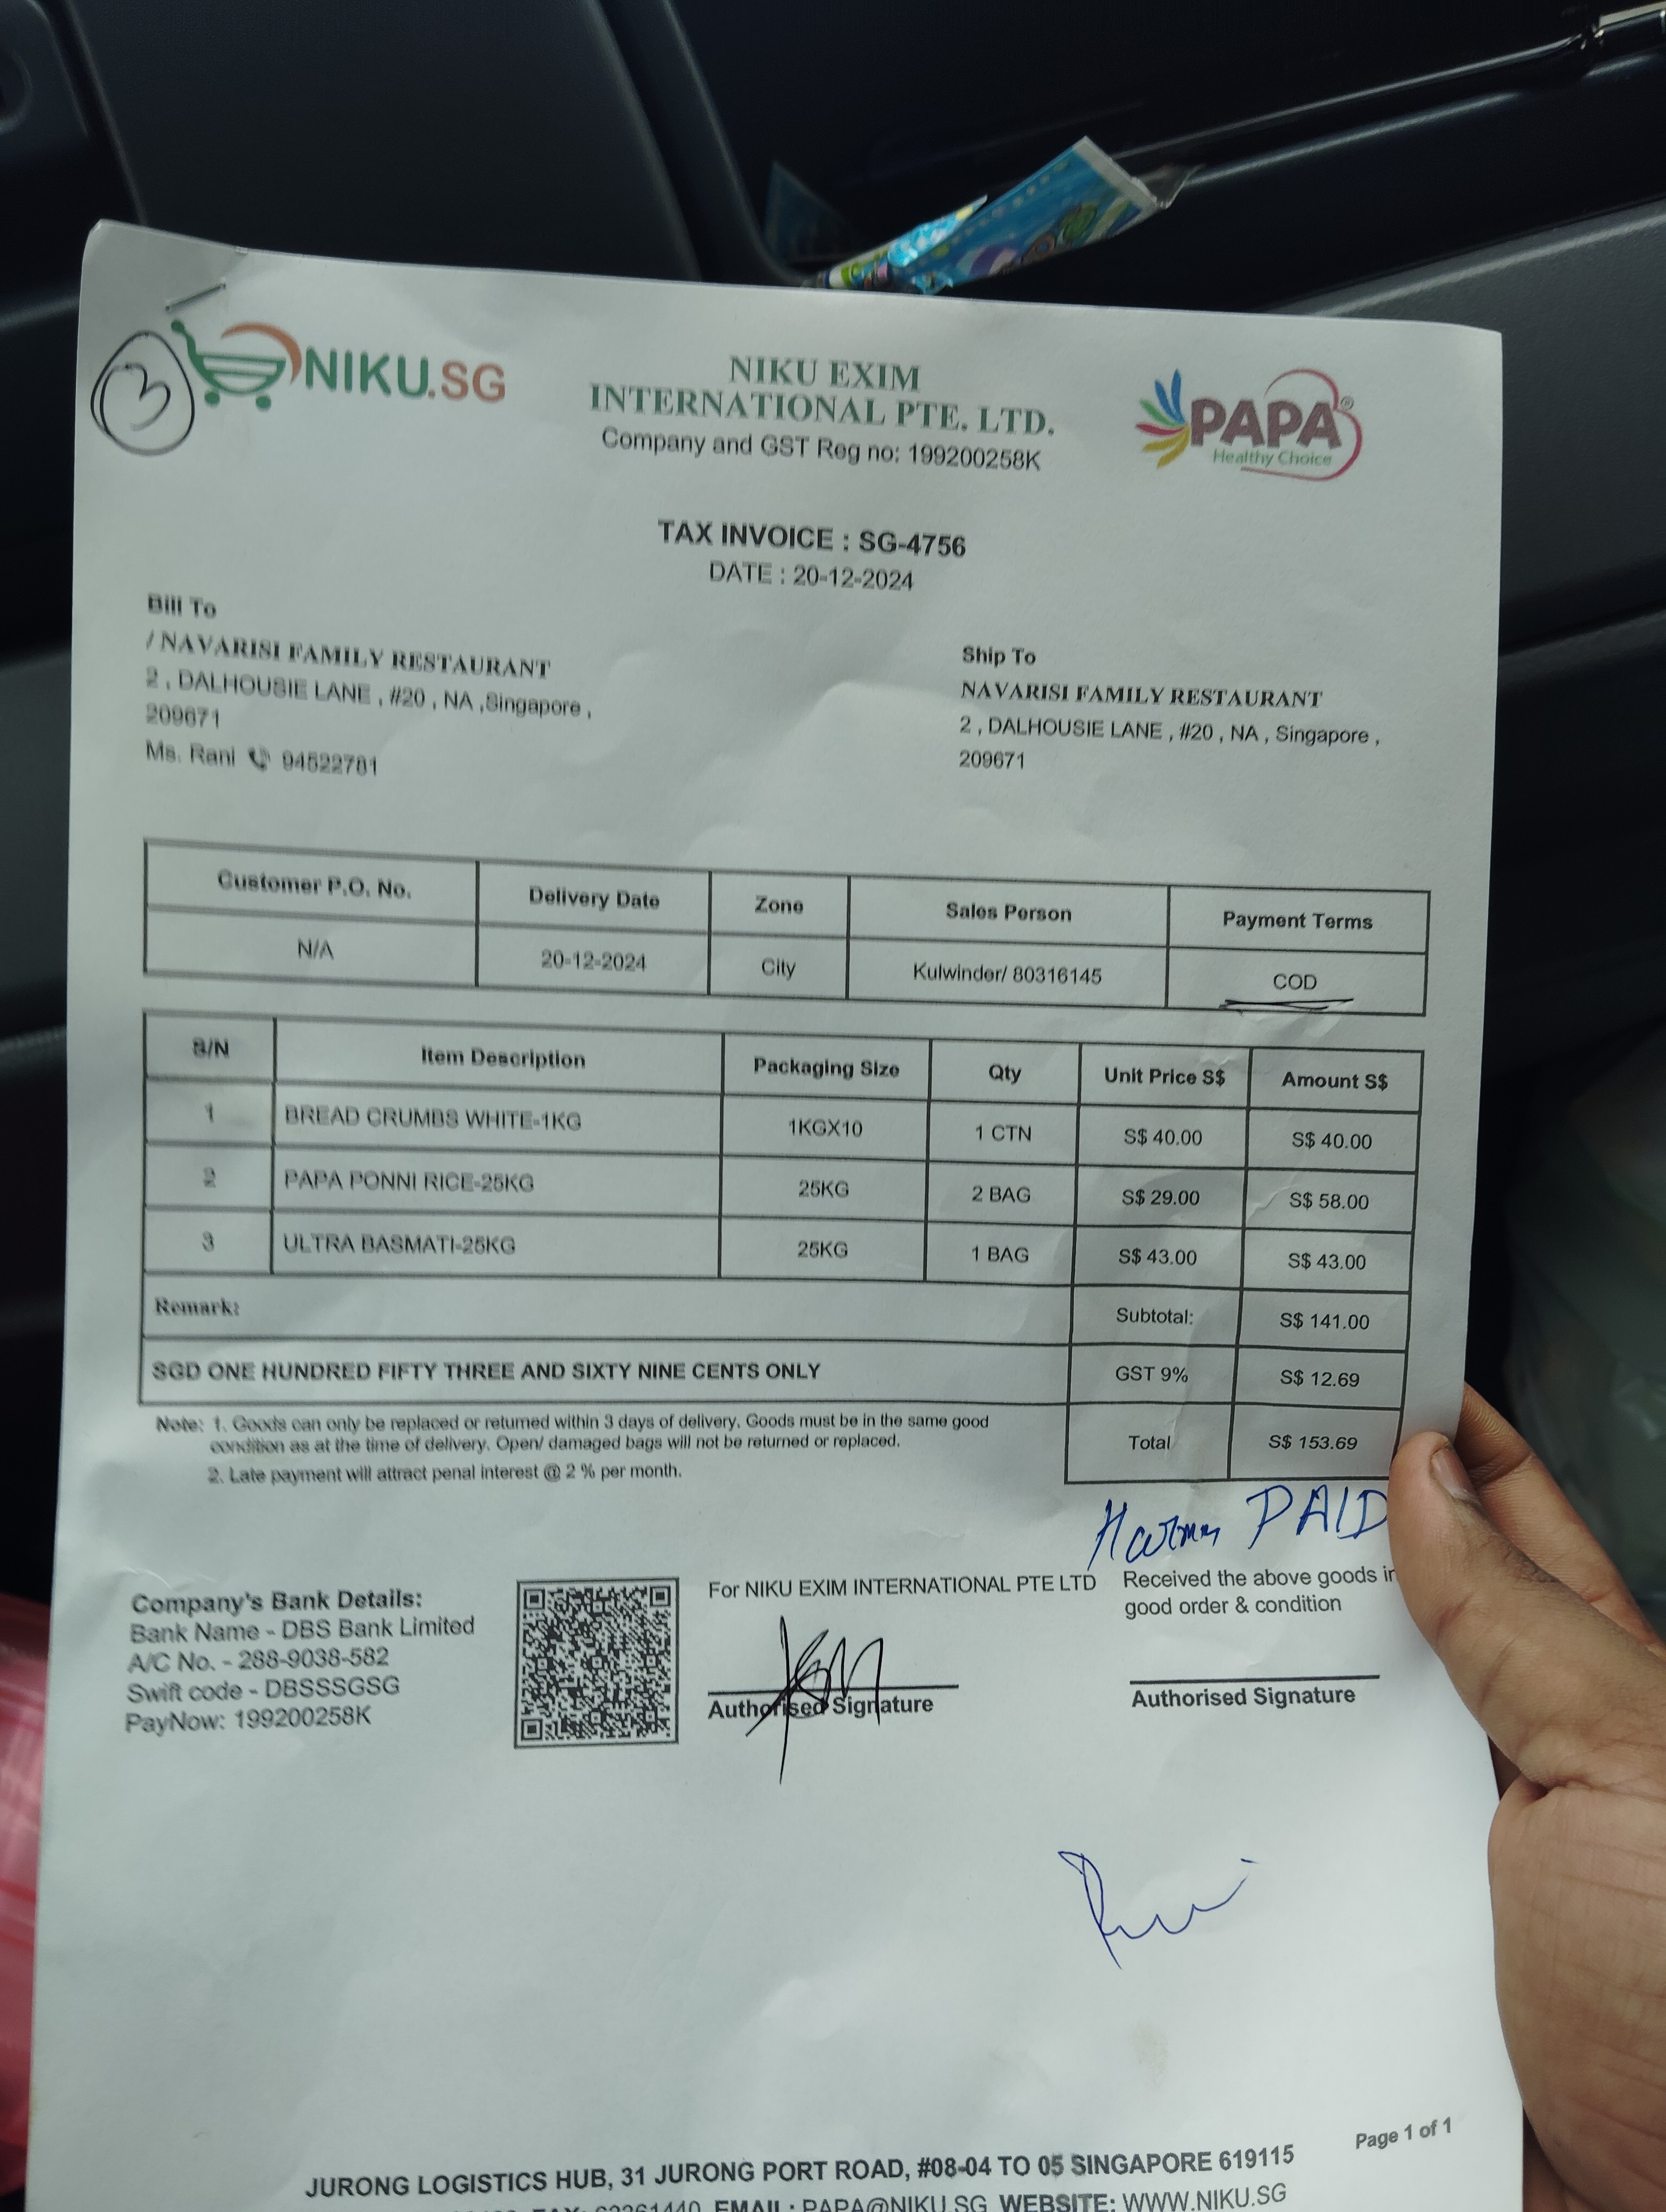 3
NIKU.SG
NIKU EXIM
INTERNATIONAL PTE. LTD.
Company and GST Reg no: 199200258K
PAPA®
Healthy Choice
TAX INVOICE : SG-4756
DATE : 20-12-2024
Bill To
/ NAVARISI FAMILY RESTAURANT
2 , DALHOUSIE LANE , #20 , NA ,Singapore ,
209671
Ms. Rani 94522781
Ship To
NAVARISI FAMILY RESTAURANT
2 , DALHOUSIE LANE , #20 , NA , Singapore ,
209671
Customer P.O. No. Delivery Date Zone Sales Person Payment Terms
N/A 20-12-2024 City Kulwinder/ 80316145 COD
S/N Item Description Packaging Size Qty Unit Price S$ Amount S$
1 BREAD CRUMBS WHITE-1KG 1KGX10 1 CTN S$ 40.00 S$ 40.00
2 PAPA PONNI RICE-25KG 25KG 2 BAG S$ 29.00 S$ 58.00
3 ULTRA BASMATI-25KG 25KG 1 BAG S$ 43.00 S$ 43.00
Remark: Subtotal: S$ 141.00
SGD ONE HUNDRED FIFTY THREE AND SIXTY NINE CENTS ONLY GST 9% S$ 12.69
Total S$ 153.69
Note: 1. Goods can only be replaced or returned within 3 days of delivery. Goods must be in the same good
condition as at the time of delivery. Open/ damaged bags will not be returned or replaced.
2. Late payment will attract penal interest @ 2 % per month.
PAID
Company's Bank Details:
Bank Name - DBS Bank Limited
A/C No. - 288-9038-582
Swift code - DBSSSGSG
PayNow: 199200258K
For NIKU EXIM INTERNATIONAL PTE LTD
Authorised Signature
Received the above goods in
good order & condition
Authorised Signature
Page 1 of 1
JURONG LOGISTICS HUB, 31 JURONG PORT ROAD, #08-04 TO 05 SINGAPORE 619115
EMAIL: PAPA@NIKU.SG WEBSITE: WWW.NIKU.SG